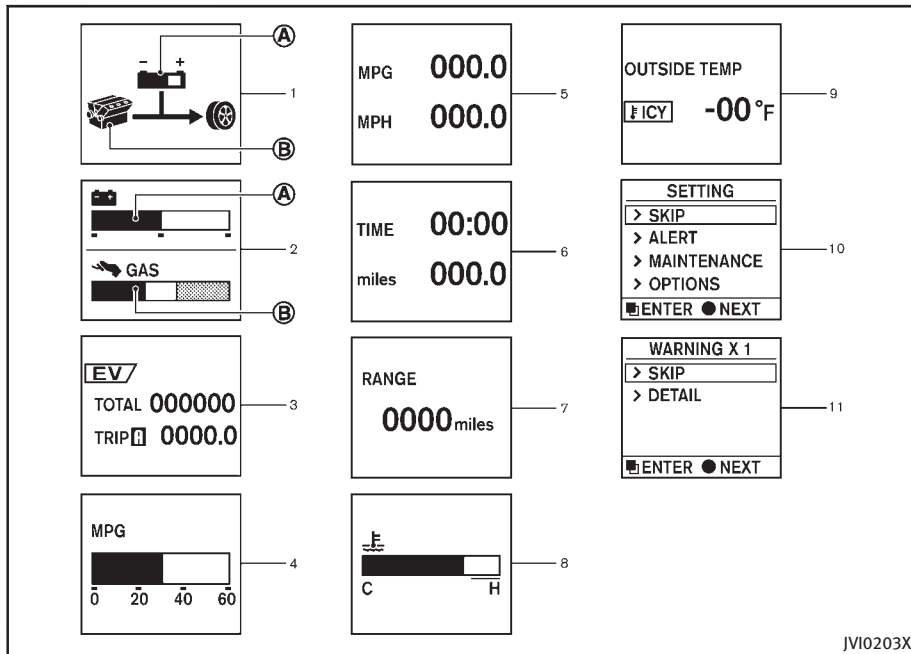 - +
A
B
1
A
- +
GAS
B
2
EV
TOTAL 000000
TRIP A 0000.0
3
MPG
0 20 40 60
4
MPG 000.0
MPH 000.0
5
TIME 00:00
miles 000.0
6
RANGE
0000 miles
7
C H
8
OUTSIDE TEMP
ICY -00°F
9
SETTING
> SKIP
> ALERT
> MAINTENANCE
> OPTIONS
ENTER NEXT
10
WARNING X 1
> SKIP
> DETAIL
ENTER NEXT
11
JVI0203X